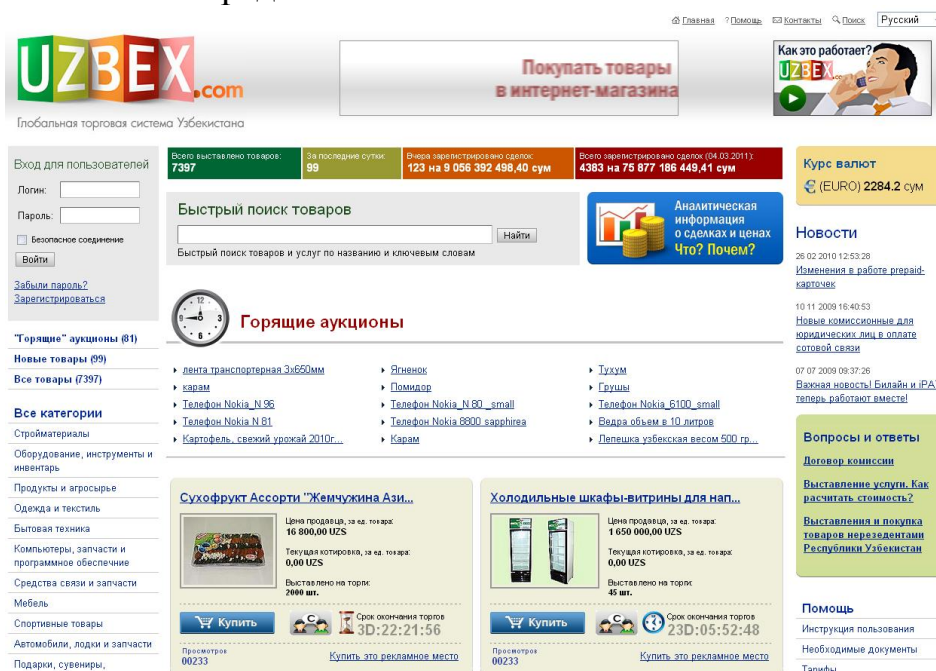 Главная Помощь Контакты Поиск Русский
UZBEX.com
Глобальная торговая система Узбекистана
Покупать товары
в интернет-магазина
Как это работает?
UZBEX
Вход для пользователей
Логин:
Пароль:
Безопасное соединение
Войти
Забыли пароль?
Зарегистрироваться
"Горящие" аукционы (81)
Новые товары (99)
Все товары (7397)
Все категории
Стройматериалы
Оборудование, инструменты и
инвентарь
Продукты и агросырье
Одежда и текстиль
Бытовая техника
Компьютеры, запчасти и
программное обеспечние
Средства связи и запчасти
Мебель
Спортивные товары
Автомобили, лодки и запчасти
Подарки, сувениры,
Всего выставлено товаров:
7397
За последние сутки:
99
Вчера зарегистрировано сделок:
123 на 9 056 392 498,40 сум
Всего зарегистрировано сделок (04.03.2011):
4383 на 75 877 186 449,41 сум
Быстрый поиск товаров
Найти
Быстрый поиск товаров и услуг по названию и ключевым словам
Аналитическая
информация
о сделках и ценах
Что? Почем?
Горящие аукционы
лента транспортерная 3х650мм
карам
Телефон Nokia_N 96
Телефон Nokia N 81
Картофель, свежий урожай 2010г...
Ягненок
Помидор
Телефон Nokia_N 80 _small
Телефон Nokia 8800 sapphirea
Карам
Тухум
Грушы
Телефон Nokia_6100_small
Ведра обьем в 10 литров
Лепешка узбекская весом 500 гр...
Сухофрукт Ассорти "Жемчужина Ази...
Цена продавца, за ед. товара:
16 800,00 UZS
Текущая котировка, за ед. товара:
0,00 UZS
Выставлено на торги:
2000 шт.
Купить
Срок окончания торгов
3D:22:21:56
Просмотров
00233
Купить это рекламное место
Холодильные шкафы-витрины для нап...
Цена продавца, за ед. товара:
1 650 000,00 UZS
Текущая котировка, за ед. товара:
0,00 UZS
Выставлено на торги:
45 шт.
Купить
Срок окончания торгов
23D:05:52:48
Просмотров
00233
Купить это рекламное место
Курс валют
(EURO) 2284.2 сум
Новости
26 02 2010 12:53:28
Изменения в работе prepaid-
карточек
10 11 2009 16:40:53
Новые комиссионные для
юридических лиц в оплате
сотовой связи
07 07 2009 09:37:26
Важная новость! Билайн и iPA
теперь работают вместе!
Вопросы и ответы
Договор комиссии
Выставление услуги. Как
расчитать стоимость?
Выставления и покупка
товаров нерезедентами
Республики Узбекистан
Помощь
Инструкция пользования
Необходимые документы
Тарифы